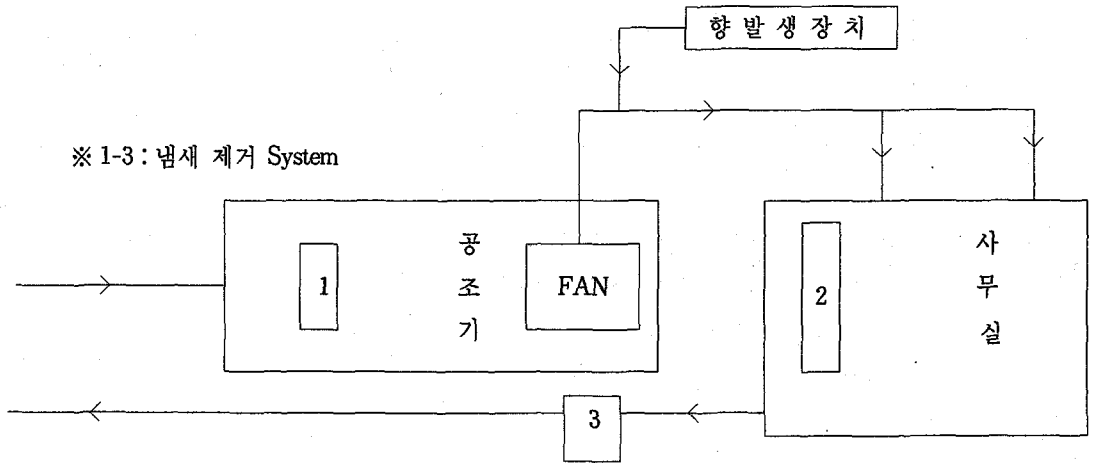 향 발 생 장 치
※ 1-3 : 냄새 제거 System
공
조
기
1
FAN
사
무
실
2
3